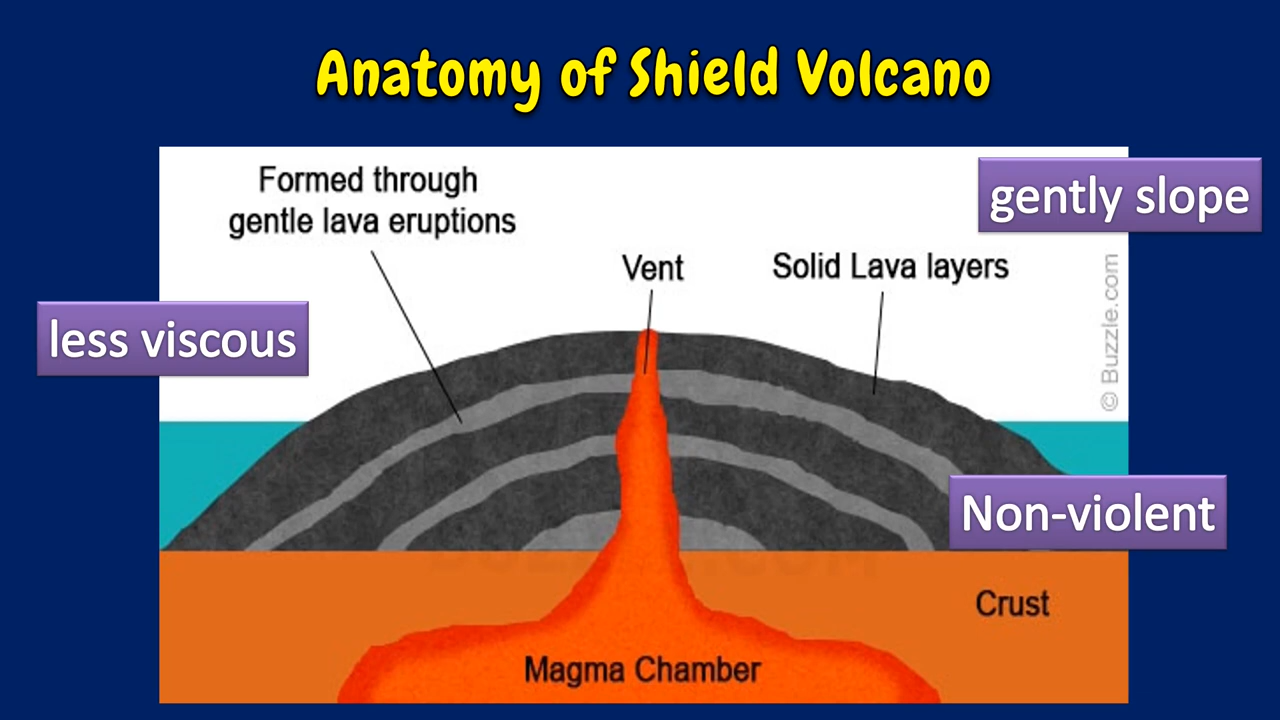 Anatomy of Shield Volcano
Formed through
gentle lava eruptions
gently slope
Vent
Solid Lava layers
less viscous
© Buzzle.com
Non-violent
Crust
Magma Chamber